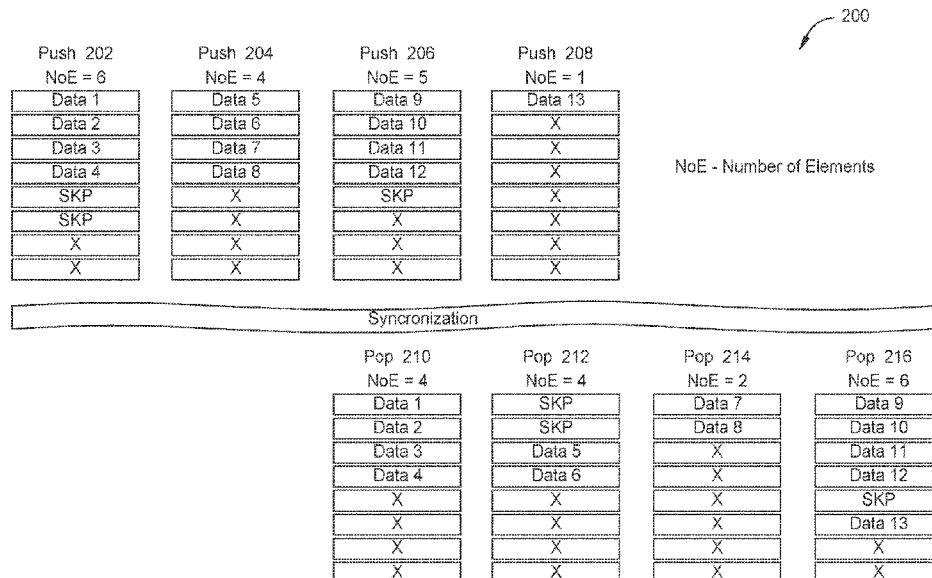 200
Push 202
NoE = 6
Data 1
Data 2
Data 3
Data 4
SKP
SKP
X
X
Push 204
NoE = 4
Data 5
Data 6
Data 7
Data 8
X
X
X
X
Push 206
NoE = 5
Data 9
Data 10
Data 11
Data 12
SKP
X
X
X
Push 208
NoE = 1
Data 13
X
X
X
X
X
X
X
NoE - Number of Elements
Syncronization
Pop 210
NoE = 4
Data 1
Data 2
Data 3
Data 4
X
X
X
X
Pop 212
NoE = 4
SKP
SKP
Data 5
Data 6
X
X
X
X
Pop 214
NoE = 2
Data 7
Data 8
X
X
X
X
X
X
Pop 216
NoE = 6
Data 9
Data 10
Data 11
Data 12
SKP
Data 13
X
X